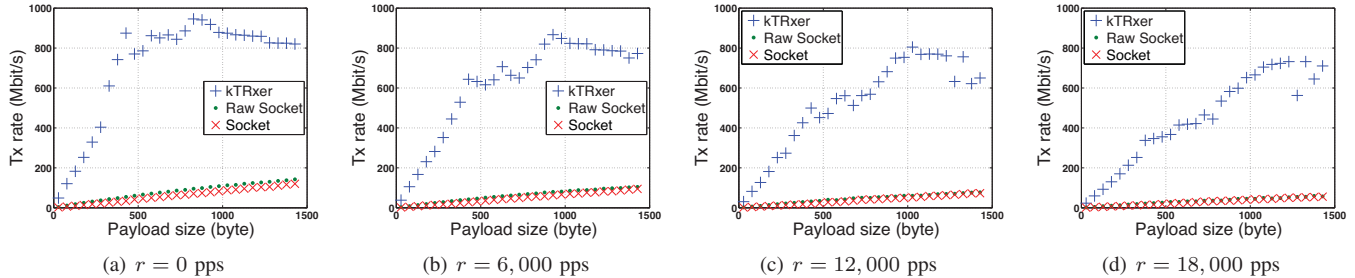 1000
800
600
400
200
0
Tx rate (Mbit/s)
kTRxer
Raw Socket
Socket
0
500
1000
1500
Payload size (byte)
(a) r = 0 pps
1000
800
600
400
200
0
Tx rate (Mbit/s)
kTRxer
Raw Socket
Socket
0
500
1000
1500
Payload size (byte)
(b) r = 6, 000 pps
1000
800
600
400
200
0
Tx rate (Mbit/s)
kTRxer
Raw Socket
Socket
0
500
1000
1500
Payload size (byte)
(c) r = 12, 000 pps
1000
800
600
400
200
0
Tx rate (Mbit/s)
kTRxer
Raw Socket
Socket
0
500
1000
1500
Payload size (byte)
(d) r = 18, 000 pps